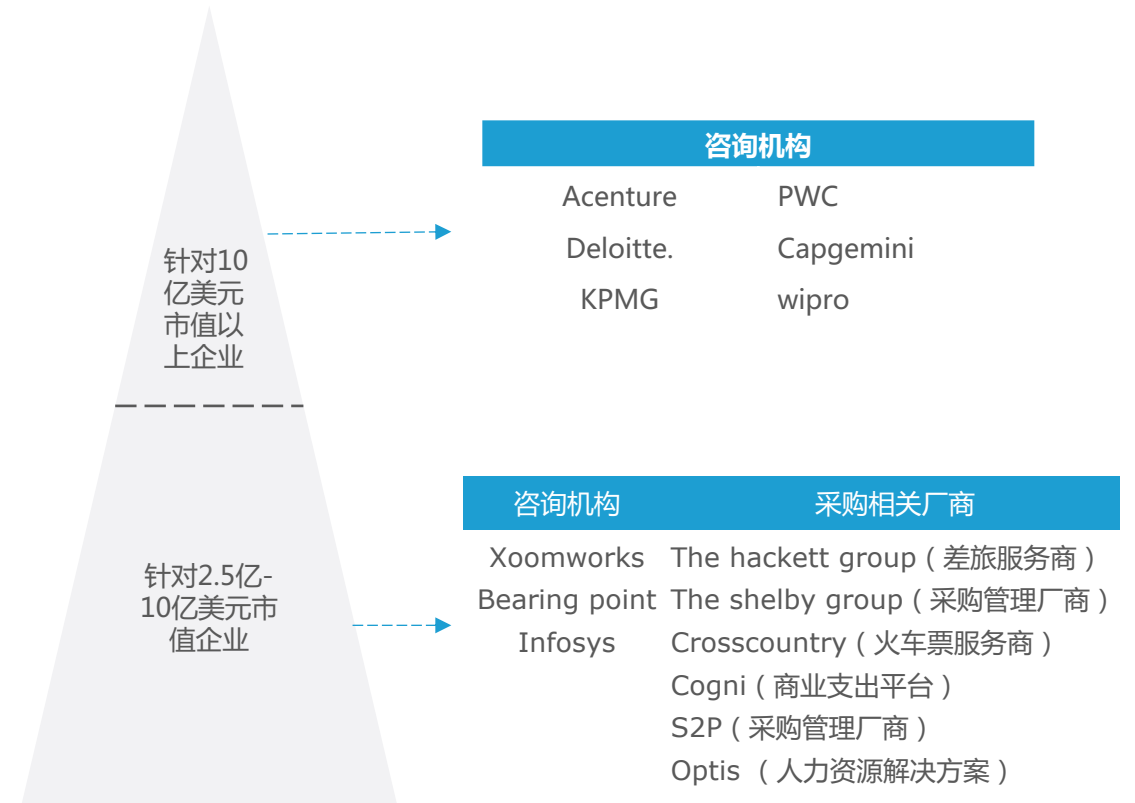 针对10
亿美元
市值以
上企业
咨询机构
Acenture PWC
Deloitte. Capgemini
KPMG wipro
针对2.5亿-
10亿美元市
值企业
咨询机构 采购相关厂商
Xoomworks The hackett group（差旅服务商）
Bearing point The shelby group（采购管理厂商）
Infosys Crosscountry（火车票服务商）
Cogni（商业支出平台）
S2P（采购管理厂商）
Optis （人力资源解决方案）